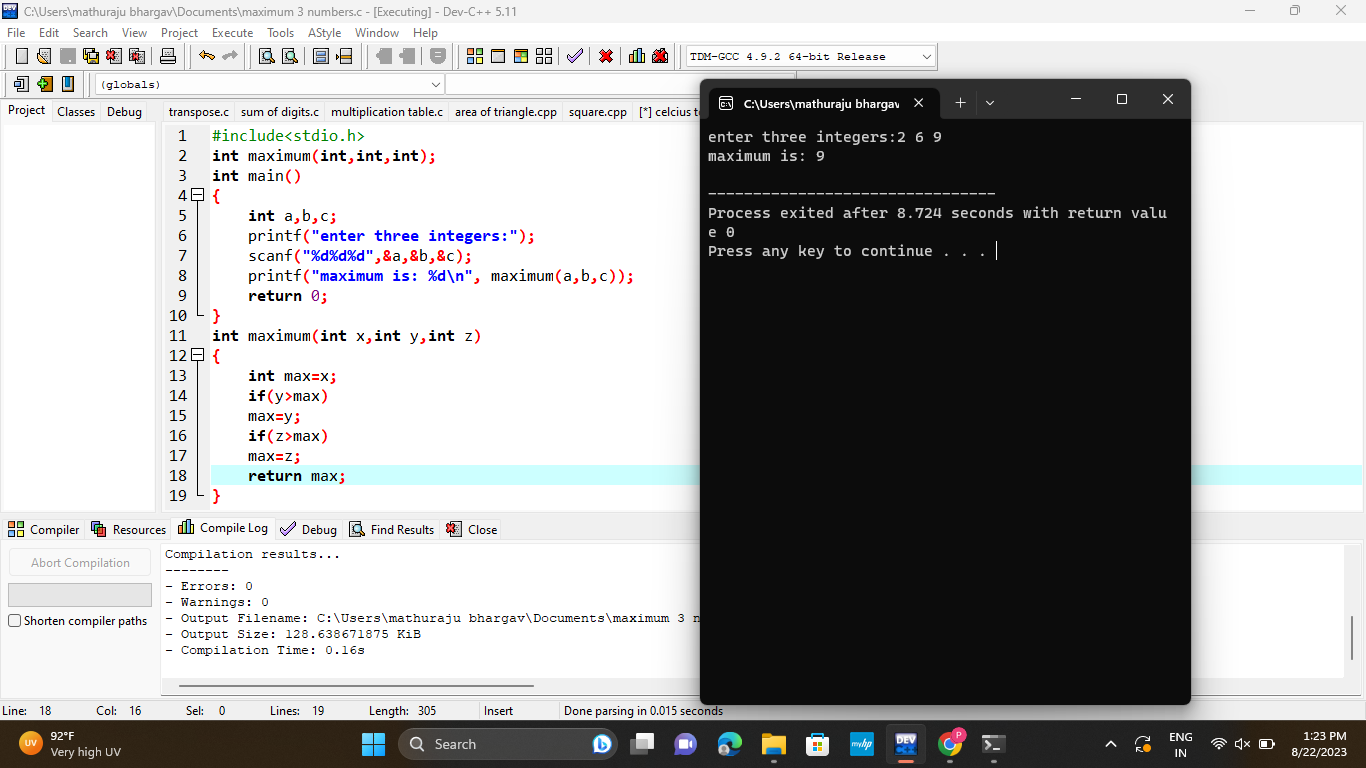 C:\Users\mathuraju bhargav\Documents\maximum 3 numbers.c - [Executing] - Dev-C++ 5.11
File Edit Search View Project Execute Tools AStyle Window Help
TDM-GCC 4.9.2 64-bit Release
(globals)
Project Classes Debug
transpose.c sum of digits.c multiplication table.c area of triangle.cpp square.cpp [*] celcius t
1 #include<stdio.h>
2 int maximum(int,int,int);
3 int main()
4 {
5 int a,b,c;
6 printf("enter three integers:");
7 scanf("%d%d%d",&a,&b,&c);
8 printf("maximum is: %d\n", maximum(a,b,c));
9 return 0;
10 }
11 int maximum(int x,int y,int z)
12 {
13 int max=x;
14 if(y>max)
15 max=y;
16 if(z>max)
17 max=z;
18 return max;
19 }
C:\Users\mathuraju bhargav
enter three integers:2 6 9
maximum is: 9
--------------------------------
Process exited after 8.724 seconds with return valu
e 0
Press any key to continue . . .
Compiler Resources Compile Log Debug Find Results Close
Abort Compilation
Shorten compiler paths
Compilation results...
--------
- Errors: 0
- Warnings: 0
- Output Filename: C:\Users\mathuraju bhargav\Documents\maximum 3 n
- Output Size: 128.638671875 KiB
- Compilation Time: 0.16s
Line: 18 Col: 16 Sel: 0 Lines: 19 Length: 305 Insert Done parsing in 0.015 seconds
UV
92°F
Very high UV
Search
myhp
DEV
P
ENG
IN
1:23 PM
8/22/2023